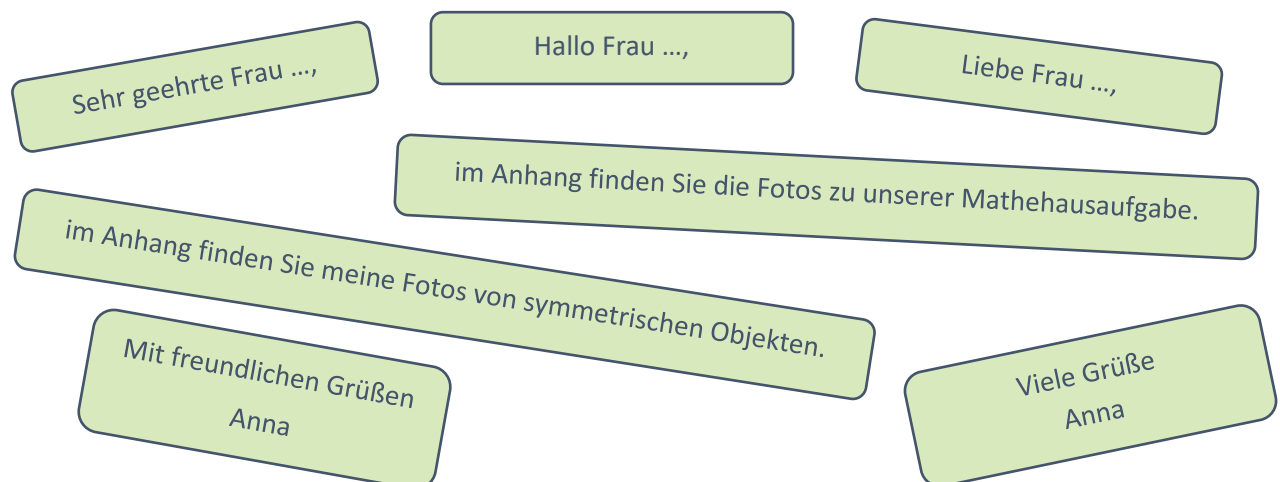 Sehr geehrte Frau …,
Hallo Frau …,
Liebe Frau …,
im Anhang finden Sie die Fotos zu unserer Mathehausaufgabe.
im Anhang finden Sie meine Fotos von symmetrischen Objekten.
Mit freundlichen Grüßen
Anna
Viele Grüße
Anna